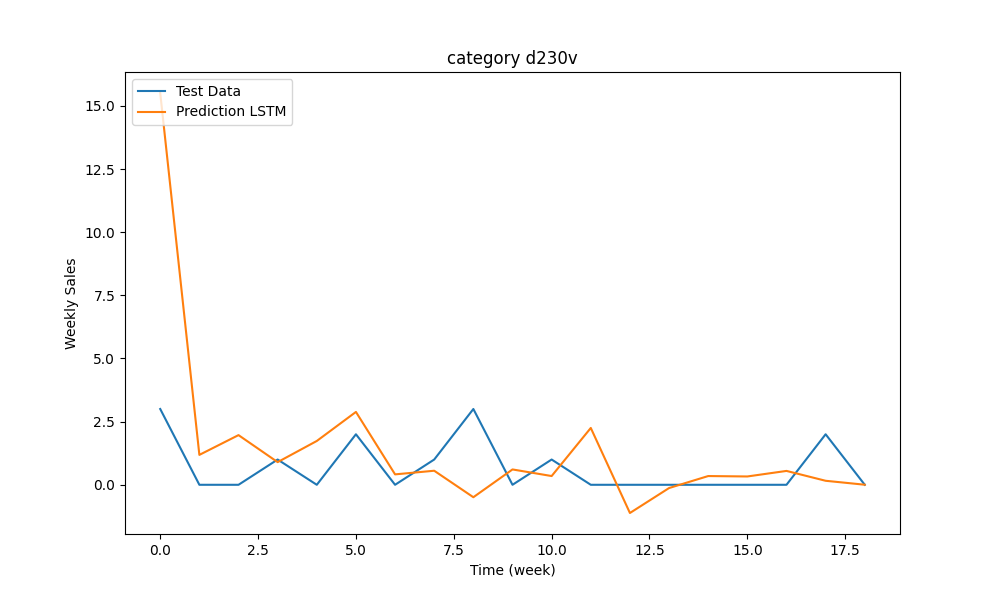 category d230v
Test Data
Prediction LSTM
15.0
12.5
10.0
7.5
5.0
2.5
0.0
Weekly Sales
0.0 2.5 5.0 7.5 10.0 12.5 15.0 17.5
Time (week)